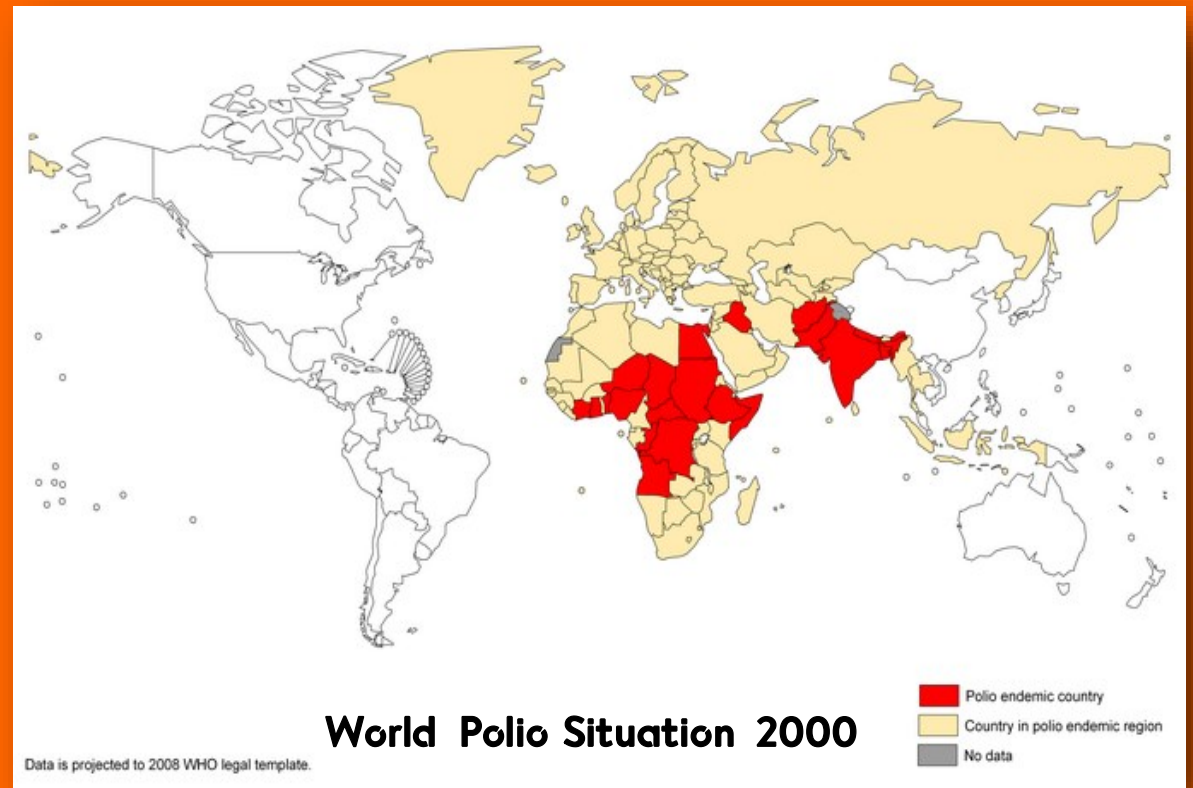 World Polio Situation 2000
Data is projected to 2008 WHO legal template.
Polio endemic country
Country in polio endemic region
No data